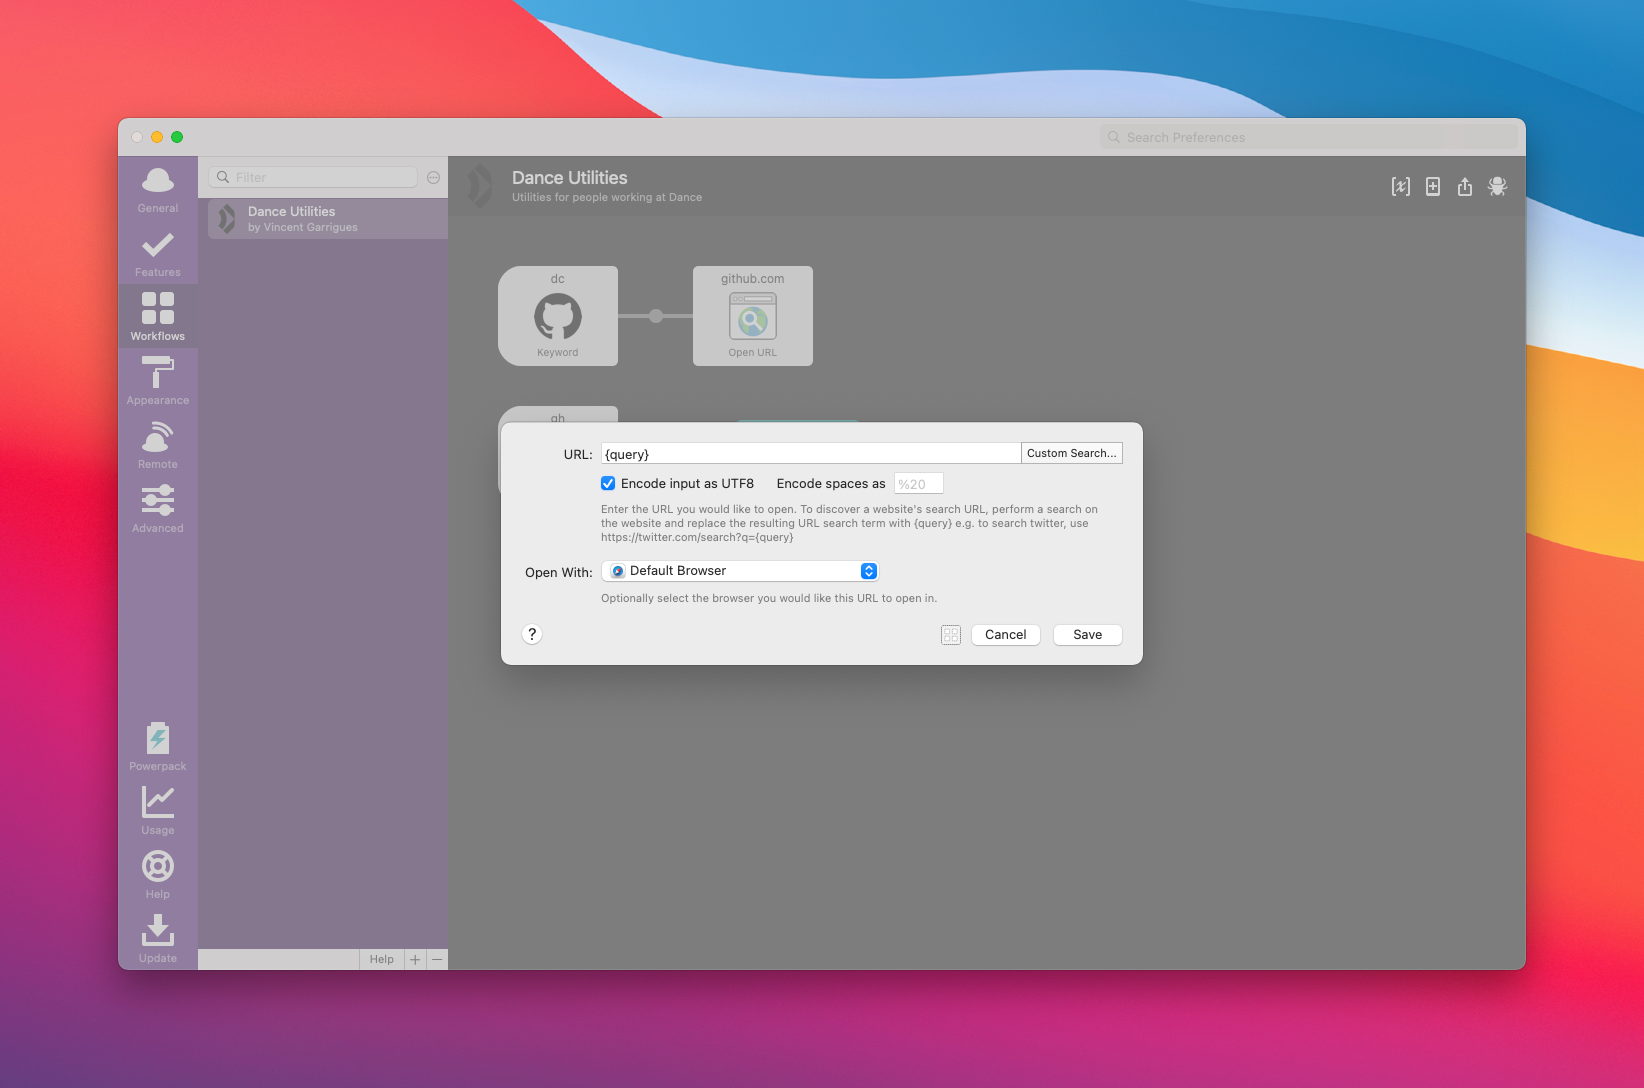 Search Preferences
General
Features
Workflows
Appearance
Remote
Advanced
Powerpack
Usage
Help
Update
Filter
Dance Utilities
by Vincent Garrigues
Help
Dance Utilities
Utilities for people working at Dance
dc
Keyword
github.com
Open URL
gh
URL: {query} Custom Search...
Encode input as UTF8 Encode spaces as %20
Enter the URL you would like to open. To discover a website's search URL, perform a search on
the website and replace the resulting URL search term with {query} e.g. to search twitter, use
https://twitter.com/search?q={query}
Open With: Default Browser
Optionally select the browser you would like this URL to open in.
? Cancel Save